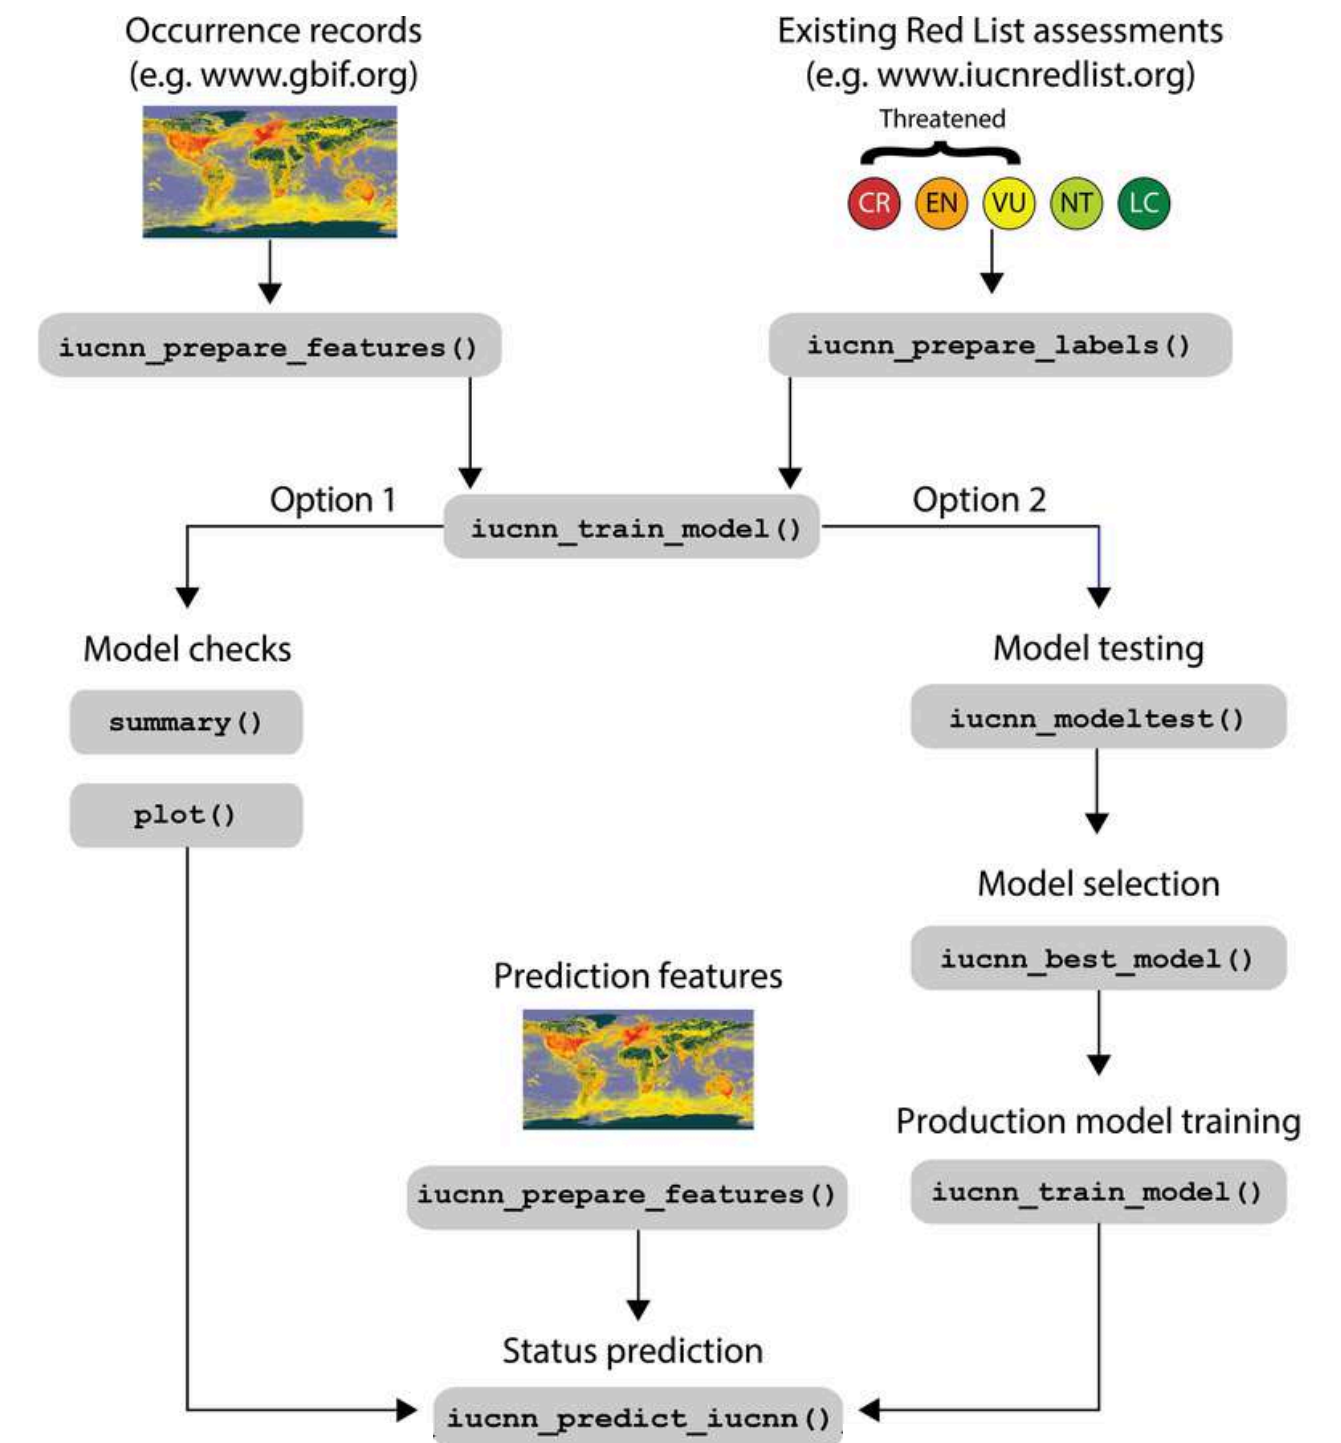 Occurrence records
(e.g. www.gbif.org)
Existing Red List assessments
(e.g. www.iucnredlist.org)
Threatened
CR EN VU NT LC
iucnn_prepare_features()
iucnn_prepare_labels()
Option 1
iucnn_train_model()
Option 2
Model checks
summary()
plot()
Model testing
iucnn_modeltest()
Model selection
iucnn_best_model()
Production model training
iucnn_train_model()
Prediction features
iucnn_prepare_features()
Status prediction
iucnn_predict_iucnn()